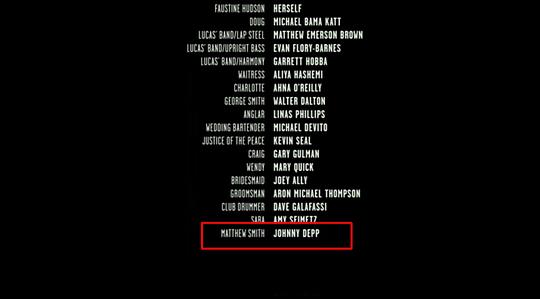 FAUSTINE HUDSON HERSELF
DOUG MICHAEL BAMA KATT
LUCAS' BAND/LAP STEEL MATTHEW EMERSON BROWN
LUCAS' BAND/UPRIGHT BASS EVAN FLORY-BARNES
LUCAS' BAND/HARMONY GARRETT HOBBA
WAITRESS ALIYA HASHEMI
CHARLOTTE AHNA O'REILLY
GEORGE SMITH WALTER DALTON
ANGLAR LINAS PHILLIPS
WEDDING BARTENDER MICHAEL DEVITO
JUSTICE OF THE PEACE KEVIN SEAL
CRAIG GARY GULMAN
WENDY MARY QUICK
BRIDESMAID JOEY ALLY
GROOMSMAN ARON MICHAEL THOMPSON
CLUB DRUMMER DAVE GALAFASSI
SARA AMY SEIMETZ
MATTHEW SMITH JOHNNY DEPP